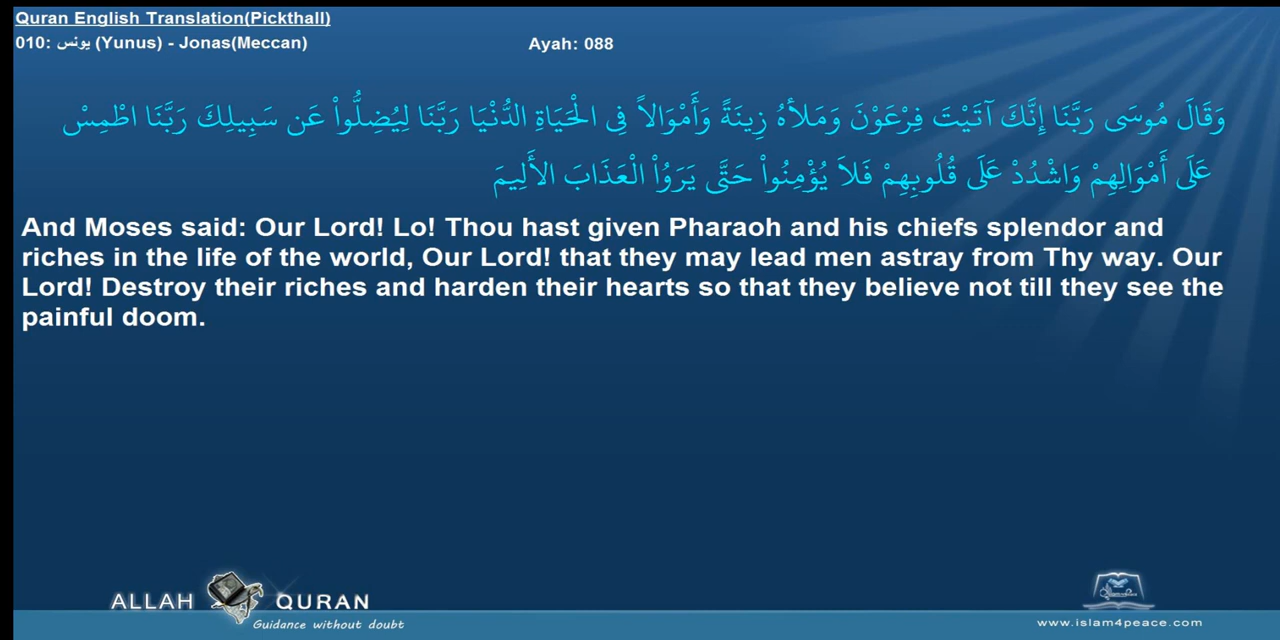 Quran English Translation(Pickthall)
010: يونس (Yunus) - Jonas(Meccan)
Ayah: 088
وَقَالَ مُوسَى رَبَّنَا إِنَّكَ آتَيْتَ فِرْعَوْنَ وَمَلأهُ زِينَةً وَأَمْوَالاً فِي الْحَيَاةِ الدُّنْيَا رَبَّنَا لِيُضِلُّواْ عَن سَبِيلِكَ رَبَّنَا اطْمِسْ
عَلَى أَمْوَالِهِمْ وَاشْدُدْ عَلَى قُلُوبِهِمْ فَلاَ يُؤْمِنُواْ حَتَّى يَرَوُاْ الْعَذَابَ الأَلِيمَ
And Moses said: Our Lord! Lo! Thou hast given Pharaoh and his chiefs splendor and
riches in the life of the world, Our Lord! that they may lead men astray from Thy way. Our
Lord! Destroy their riches and harden their hearts so that they believe not till they see the
painful doom.
ALLAH QURAN
Guidance without doubt
www.islam4peace.com